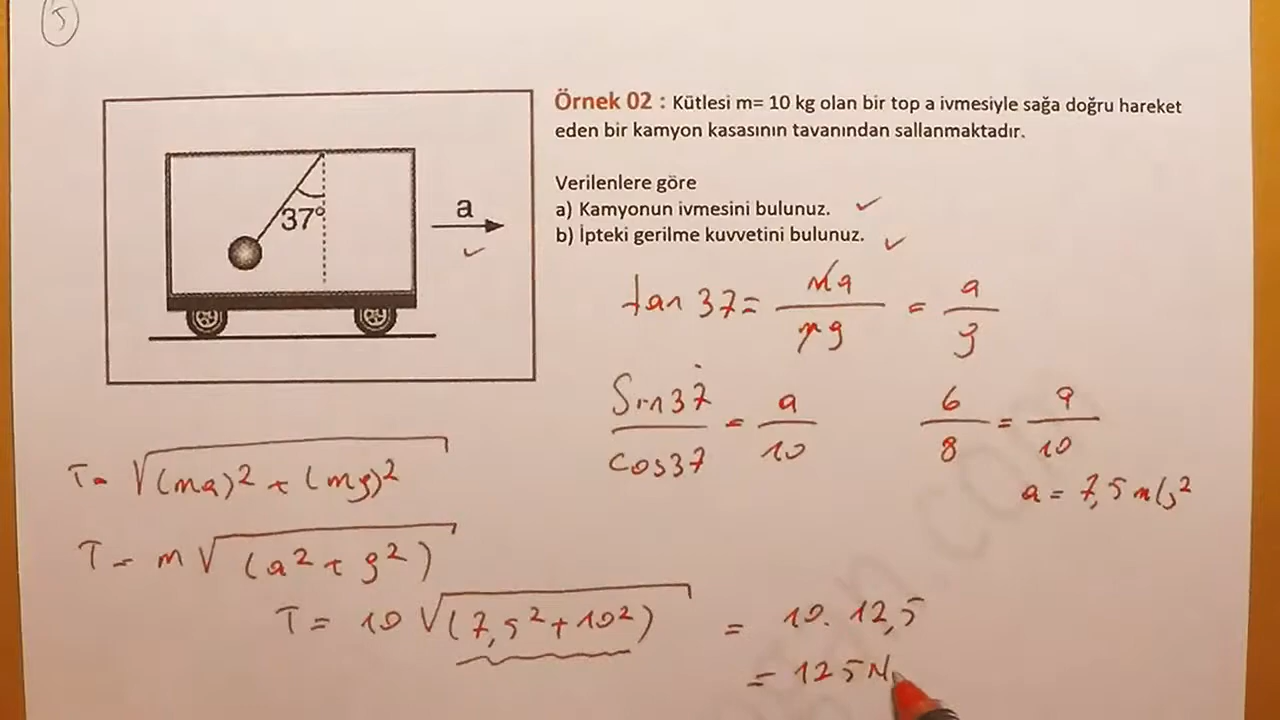 5
Örnek 02 : Kütlesi m= 10 kg olan bir top a ivmesiyle sağa doğru hareket
eden bir kamyon kasasının tavanından sallanmaktadır.
Verilenlere göre
a) Kamyonun ivmesini bulunuz.
b) İpteki gerilme kuvvetini bulunuz.
37°
a
tan 37 = ma / mg = a / g
Sin37 / cos37 = a / 10
6 / 8 = a / 10
a = 7,5 m/s²
T = √(ma)² + (mg)²
T = m √(a² + g²)
T = 10 √(7,5² + 10²) = 10. 12,5
= 125 N